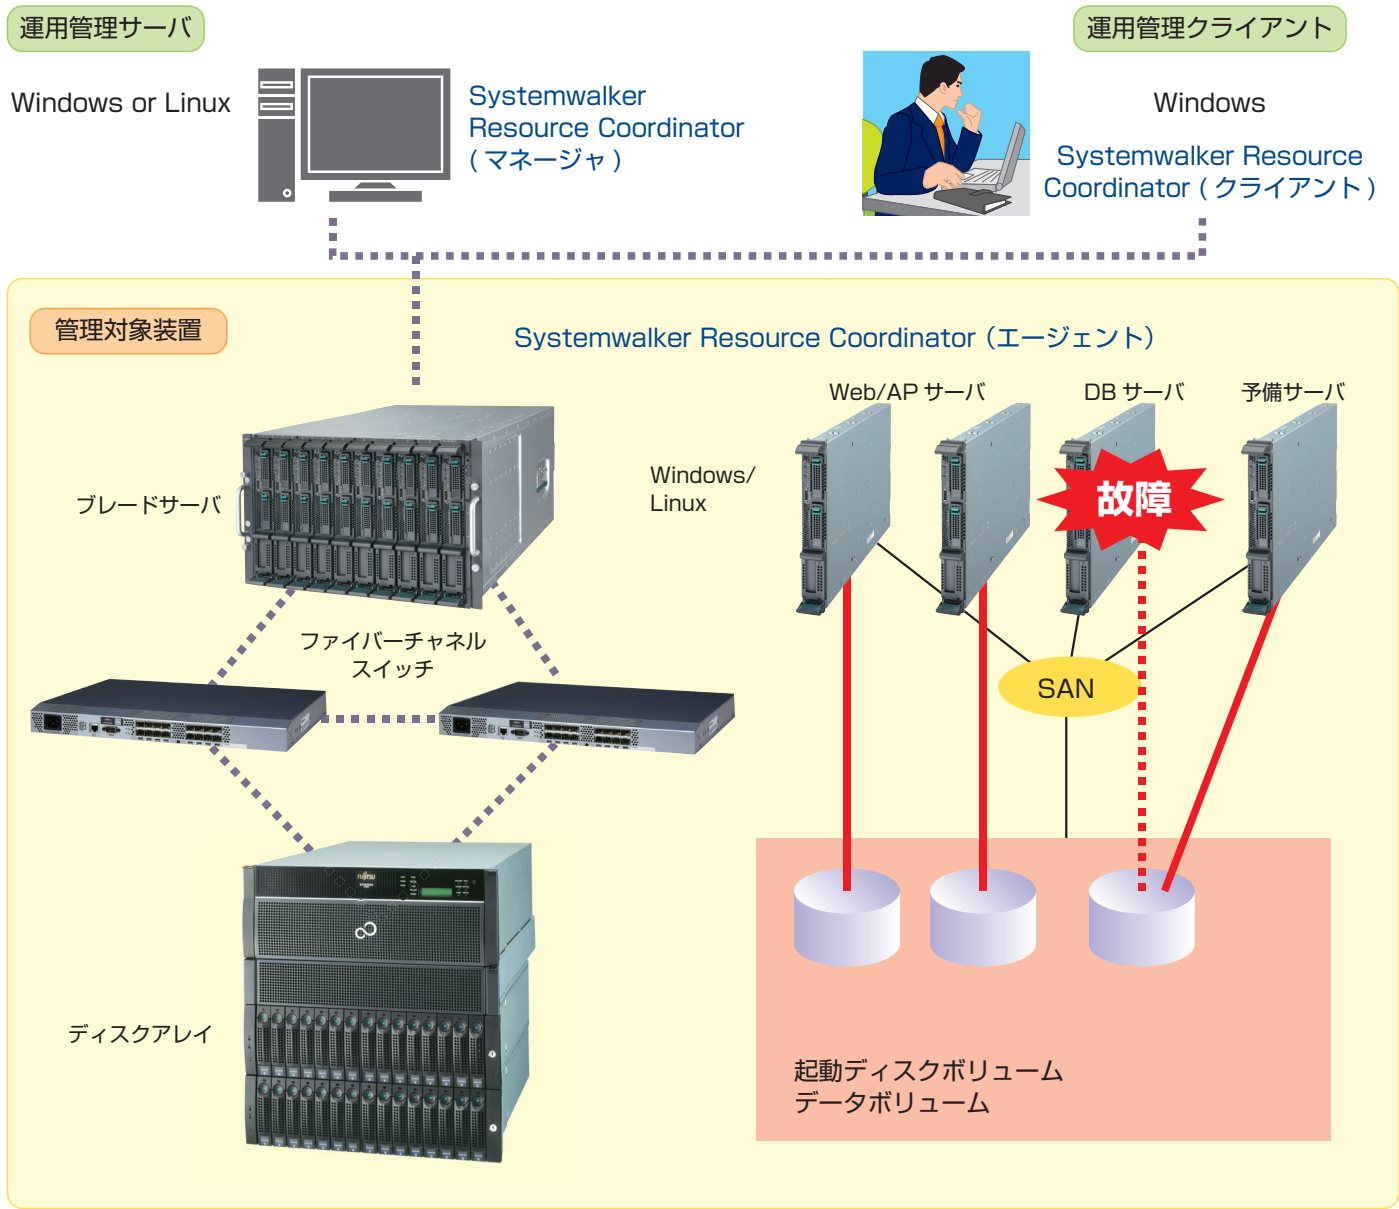 運用管理サーバ
運用管理クライアント
Windows or Linux
Systemwalker
Resource Coordinator
( マネージャ )
Windows
Systemwalker Resource
Coordinator ( クライアント )
管理対象装置
Systemwalker Resource Coordinator（エージェント）
Web/AP サーバ
DB サーバ
予備サーバ
ブレードサーバ
Windows/
Linux
故障
ファイバーチャネル
スイッチ
SAN
FUJITSU
ディスクアレイ
起動ディスクボリューム
データボリューム